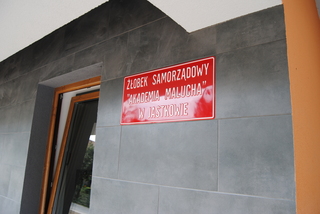 ŻŁOBEK SAMORZĄDOWY
"AKADEMIA MALUCHA"
W JASTKOWIE